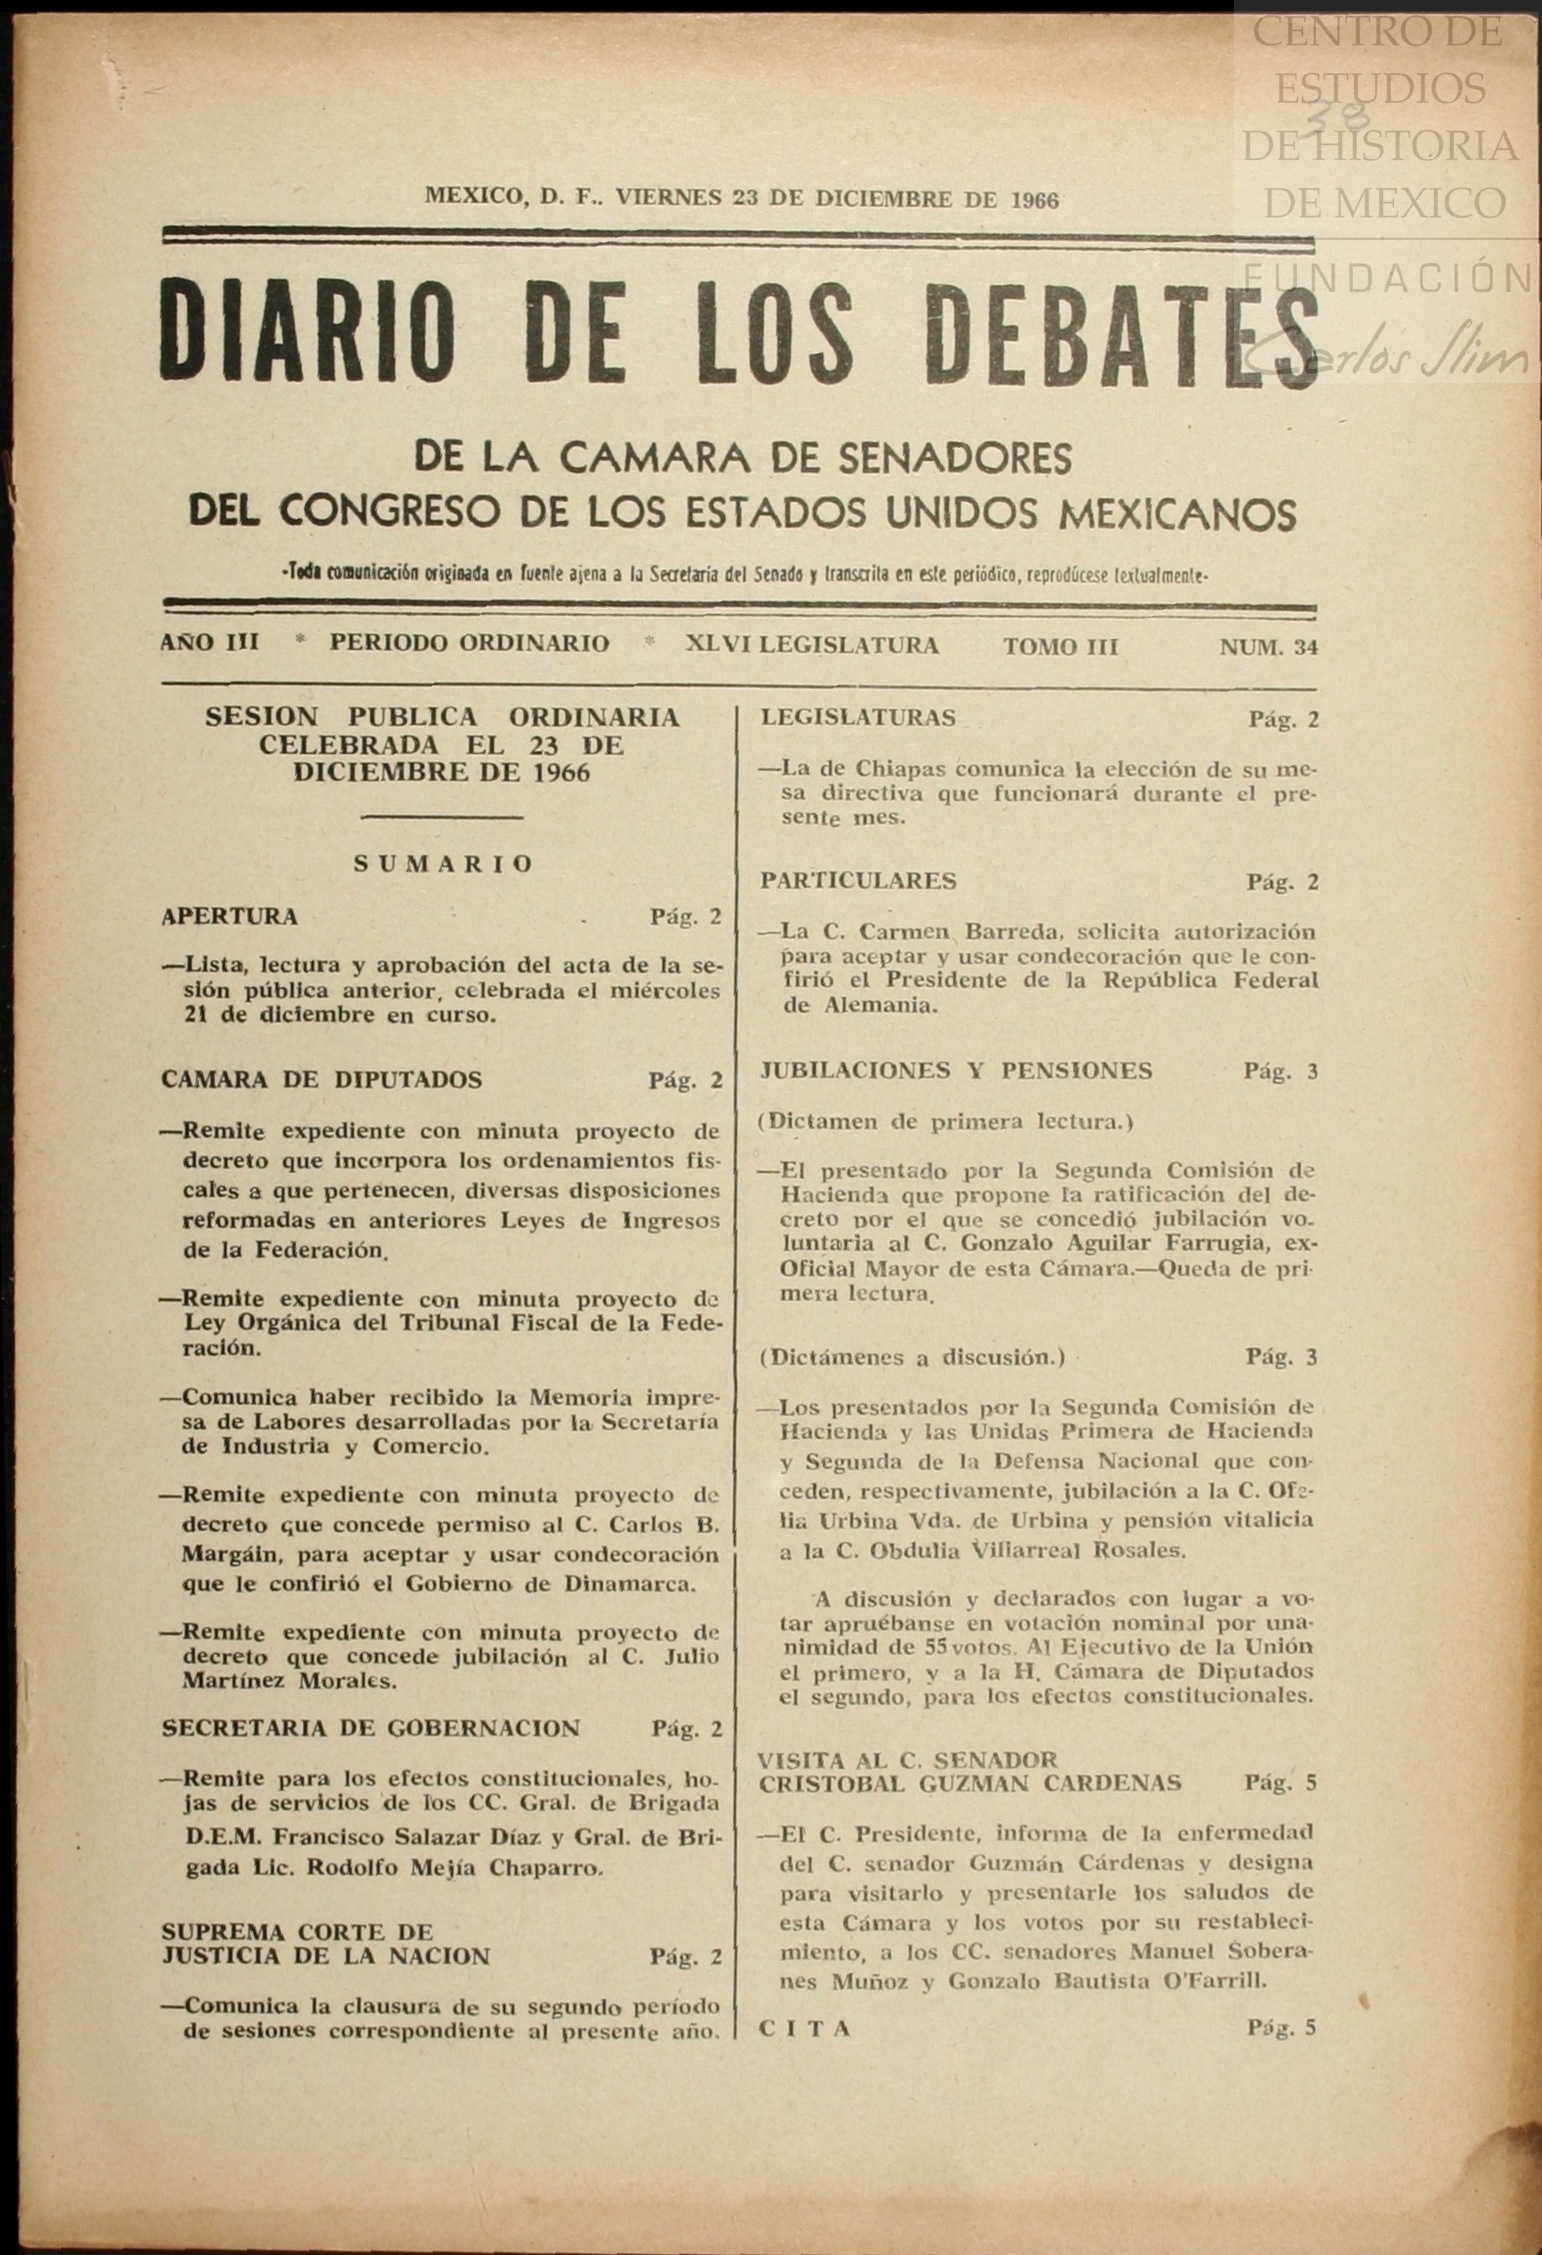 CENTRO DE
ESTUDIOS
DE HISTORIA
DE MEXICO
FUNDACIÓN
Carlos Slim
38
MEXICO, D. F.. VIERNES 23 DE DICIEMBRE DE 1966
DIARIO DE LOS DEBATES
DE LA CAMARA DE SENADORES
DEL CONGRESO DE LOS ESTADOS UNIDOS MEXICANOS
-Toda comunicación originada en fuente ajena a la Secretaría del Senado y transcrita en este periódico, reprodúcese textualmente-
AÑO III * PERIODO ORDINARIO * XLVI LEGISLATURA TOMO III NUM. 34
SESION PUBLICA ORDINARIA
CELEBRADA EL 23 DE
DICIEMBRE DE 1966
SUMARIO
APERTURA Pág. 2
—Lista, lectura y aprobación del acta de la se-
sión pública anterior, celebrada el miércoles
21 de diciembre en curso.
CAMARA DE DIPUTADOS Pág. 2
—Remite expediente con minuta proyecto de
decreto que incorpora los ordenamientos fis-
cales a que pertenecen, diversas disposiciones
reformadas en anteriores Leyes de Ingresos
de la Federación.
—Remite expediente con minuta proyecto de
Ley Orgánica del Tribunal Fiscal de la Fede-
ración.
—Comunica haber recibido la Memoria impre-
sa de Labores desarrolladas por la Secretaría
de Industria y Comercio.
—Remite expediente con minuta proyecto de
decreto que concede permiso al C. Carlos B.
Margáin, para aceptar y usar condecoración
que le confirió el Gobierno de Dinamarca.
—Remite expediente con minuta proyecto de
decreto que concede jubilación al C. Julio
Martínez Morales.
SECRETARIA DE GOBERNACION Pág. 2
—Remite para los efectos constitucionales, ho-
jas de servicios de los CC. Gral. de Brigada
D.E.M. Francisco Salazar Díaz y Gral. de Bri-
gada Lic. Rodolfo Mejía Chaparro.
SUPREMA CORTE DE
JUSTICIA DE LA NACION Pág. 2
—Comunica la clausura de su segundo período
de sesiones correspondiente al presente año.
LEGISLATURAS Pág. 2
—La de Chiapas comunica la elección de su me-
sa directiva que funcionará durante el pre-
sente mes.
PARTICULARES Pág. 2
—La C. Carmen Barreda, solicita autorización
para aceptar y usar condecoración que le con-
firió el Presidente de la República Federal
de Alemania.
JUBILACIONES Y PENSIONES Pág. 3
(Dictamen de primera lectura.)
—El presentado por la Segunda Comisión de
Hacienda que propone la ratificación del de-
creto por el que se concedió jubilación vo-
luntaria al C. Gonzalo Aguilar Farrugia, ex-
Oficial Mayor de esta Cámara.—Queda de pri-
mera lectura.
(Dictámenes a discusión.) Pág. 3
—Los presentados por la Segunda Comisión de
Hacienda y las Unidas Primera de Hacienda
y Segunda de la Defensa Nacional que con-
ceden, respectivamente, jubilación a la C. Ofe-
lia Urbina Vda. de Urbina y pensión vitalicia
a la C. Obdulia Villarreal Rosales.
A discusión y declarados con lugar a vo-
tar apruébanse en votación nominal por una-
nimidad de 55 votos. Al Ejecutivo de la Unión
el primero, y a la H. Cámara de Diputados
el segundo, para los efectos constitucionales.
VISITA AL C. SENADOR
CRISTOBAL GUZMAN CARDENAS Pág. 5
—El C. Presidente, informa de la enfermedad
del C. senador Guzmán Cárdenas y designa
para visitarlo y presentarle los saludos de
esta Cámara y los votos por su restableci-
miento, a los CC. senadores Manuel Sobera-
nes Muñoz y Gonzalo Bautista O'Farrill.
CITA Pág. 5